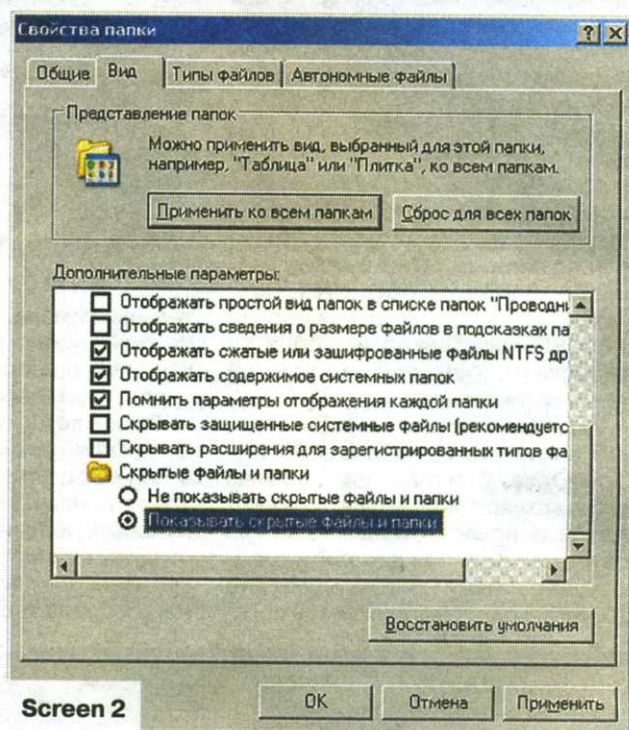 Свойства папки
Общие Вид Типы файлов Автономные файлы
Представление папок
Можно применить вид, выбранный для этой папки,
например, "Таблица" или "Плитка", ко всем папкам.
Применить ко всем папкам Сброс для всех папок
Дополнительные параметры:
Отображать простой вид папок в списке папок "Проводни
Отображать сведения о размере файлов в подсказках па
Отображать сжатые или зашифрованные файлы NTFS др
Отображать содержимое системных папок
Помнить параметры отображения каждой папки
Скрывать защищенные системные файлы (рекомендуетс
Скрывать расширения для зарегистрированных типов фа
Скрытые файлы и папки
Не показывать скрытые файлы и папки
Показывать скрытые файлы и папки
Восстановить умолчания
Screen 2
OK Отмена Применить